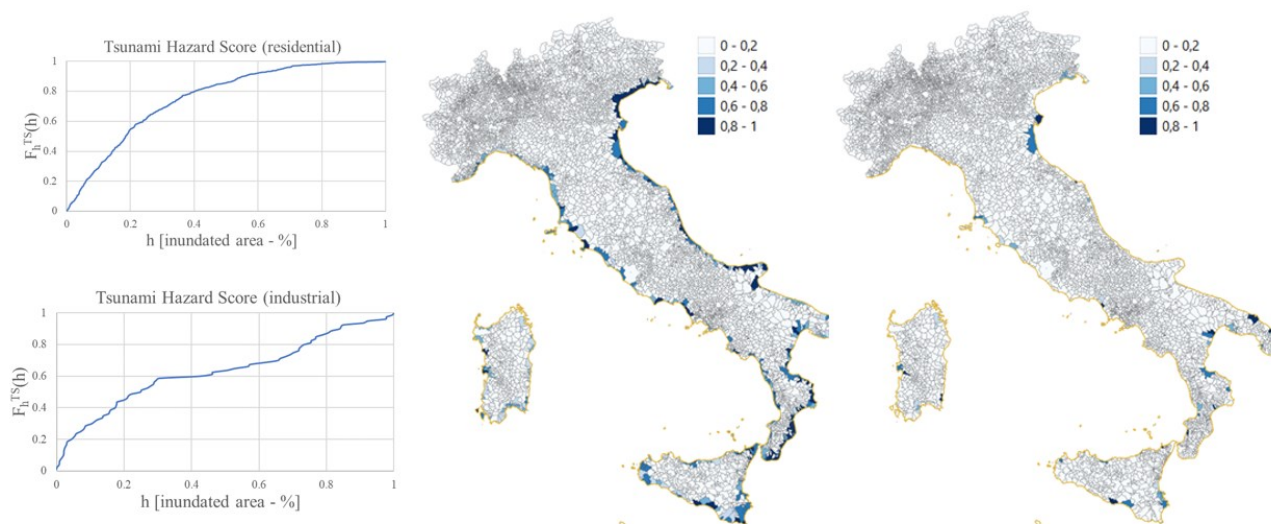 Tsunami Hazard Score (residential)
1
0.8
0.6
0.4
0.2
0
F_h^TS(h)
0 0.2 0.4 0.6 0.8 1
h [inundated area - %]
Tsunami Hazard Score (industrial)
1
0.8
0.6
0.4
0.2
0
F_h^TS(h)
0 0.2 0.4 0.6 0.8 1
h [inundated area - %]
0 - 0,2
0,2 - 0,4
0,4 - 0,6
0,6 - 0,8
0,8 - 1
0 - 0,2
0,2 - 0,4
0,4 - 0,6
0,6 - 0,8
0,8 - 1